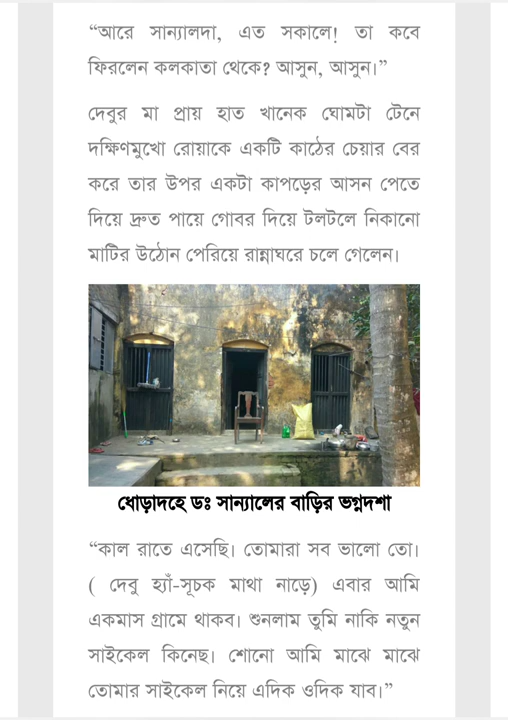 “আরে সান্যালদা, এত সকালে! তা কবে
ফিরলেন কলকাতা থেকে? আসুন, আসুন।”
দেবুর মা প্রায় হাত খানেক ঘোমটা টেনে
দক্ষিণমুখো রোয়াকে একটি কাঠের চেয়ার বের
করে তার উপর একটা কাপড়ের আসন পেতে
দিয়ে দ্রুত পায়ে গোবর দিয়ে টলটলে নিকানো
মাটির উঠোন পেরিয়ে রান্নাঘরে চলে গেলেন।
ধোড়াদহে ডঃ সান্যালের বাড়ির ভগ্নদশা
“কাল রাতে এসেছি। তোমারা সব ভালো তো।
( দেবু হ্যাঁ-সূচক মাথা নাড়ে) এবার আমি
একমাস গ্রামে থাকব। শুনলাম তুমি নাকি নতুন
সাইকেল কিনেছ। শোনো আমি মাঝে মাঝে
তোমার সাইকেল নিয়ে এদিক ওদিক যাব।”